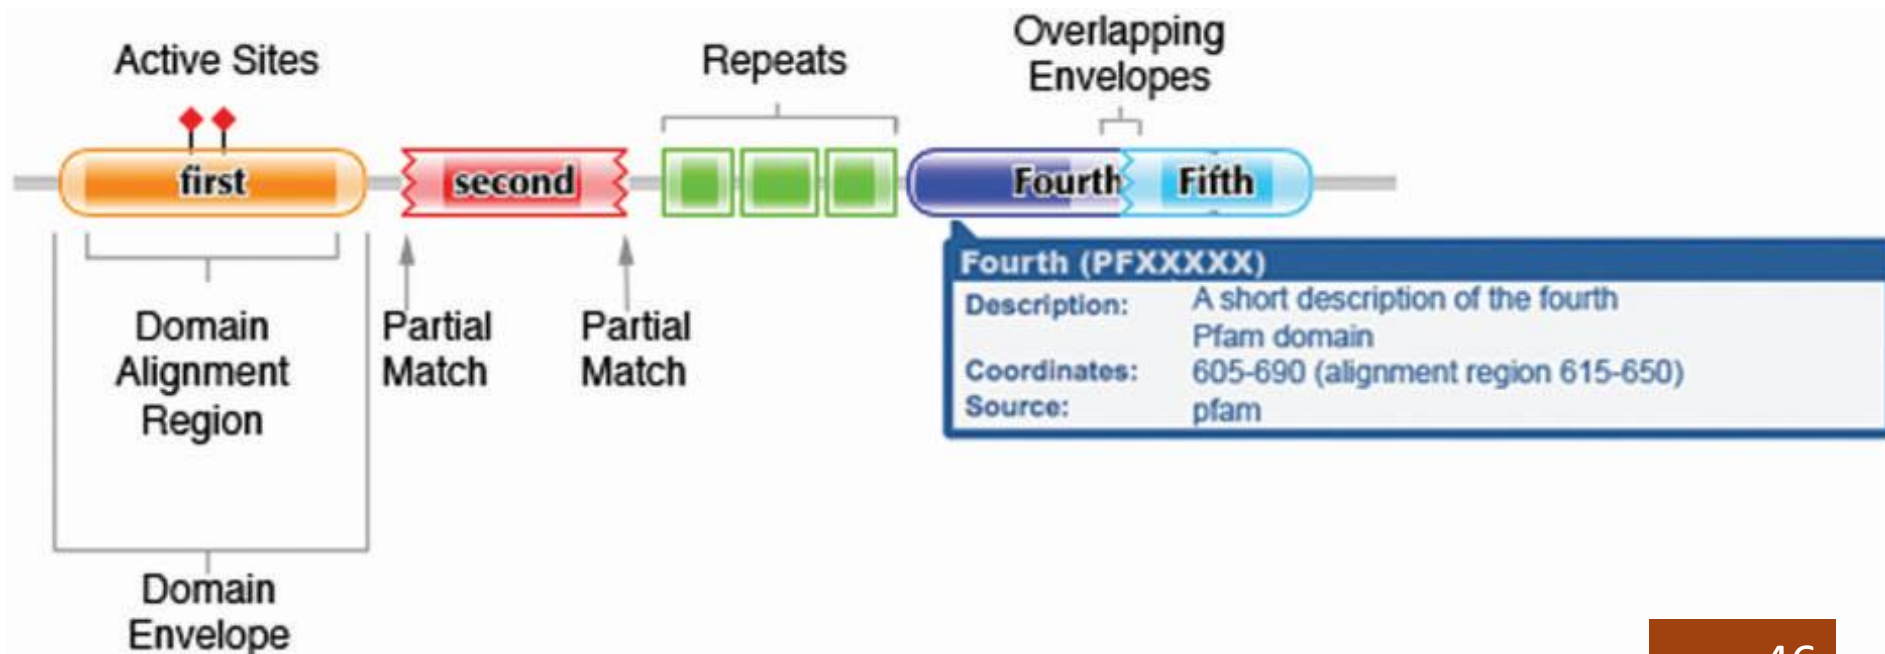 Active Sites
Repeats
Overlapping
Envelopes
first
second
Fourth
Fifth
Domain
Alignment
Region
Partial
Match
Partial
Match
Domain
Envelope
Fourth (PFXXXXX)
Description: A short description of the fourth
Pfam domain
Coordinates: 605-690 (alignment region 615-650)
Source: pfam
46